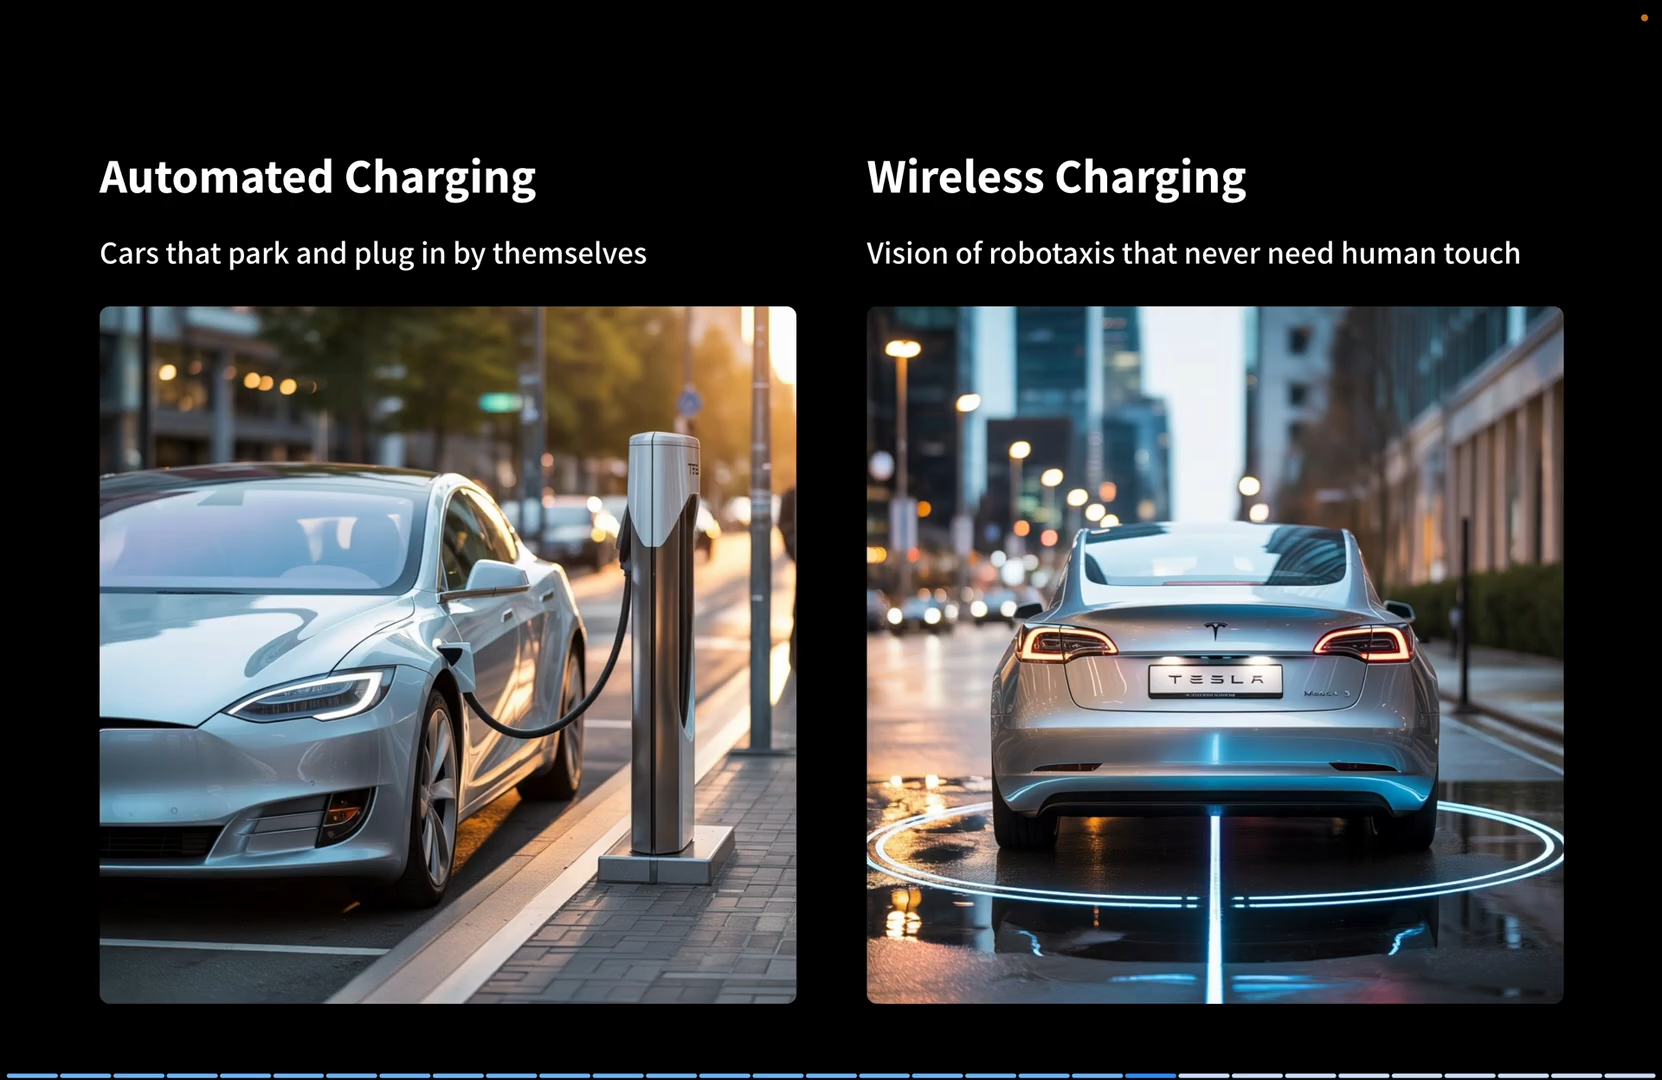 Automated Charging
Cars that park and plug in by themselves
Wireless Charging
Vision of robotaxis that never need human touch
TESLA